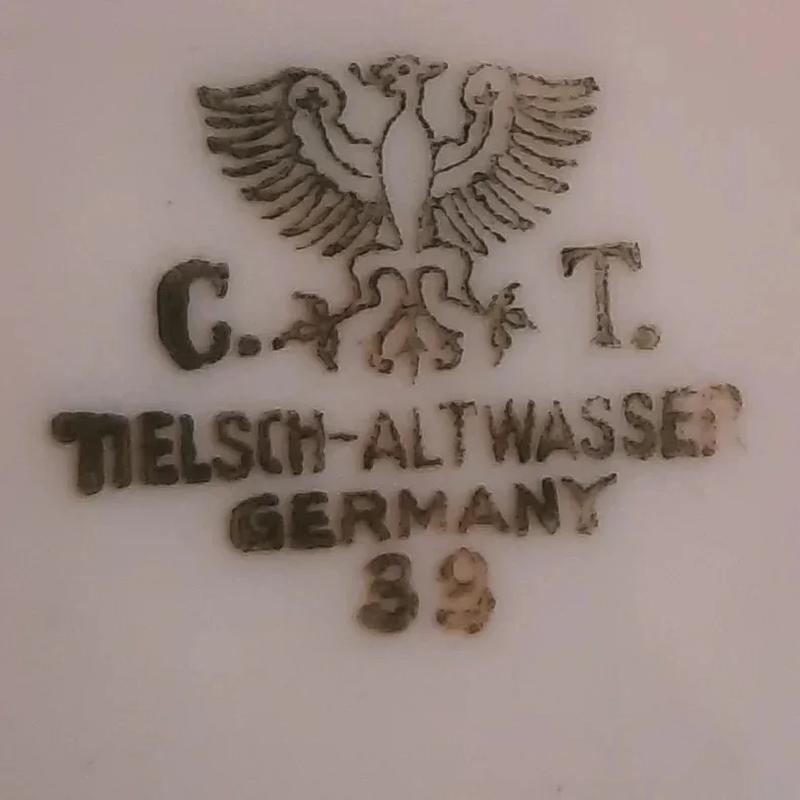 C. T.
TIELSCH-ALTWASSER
GERMANY
39